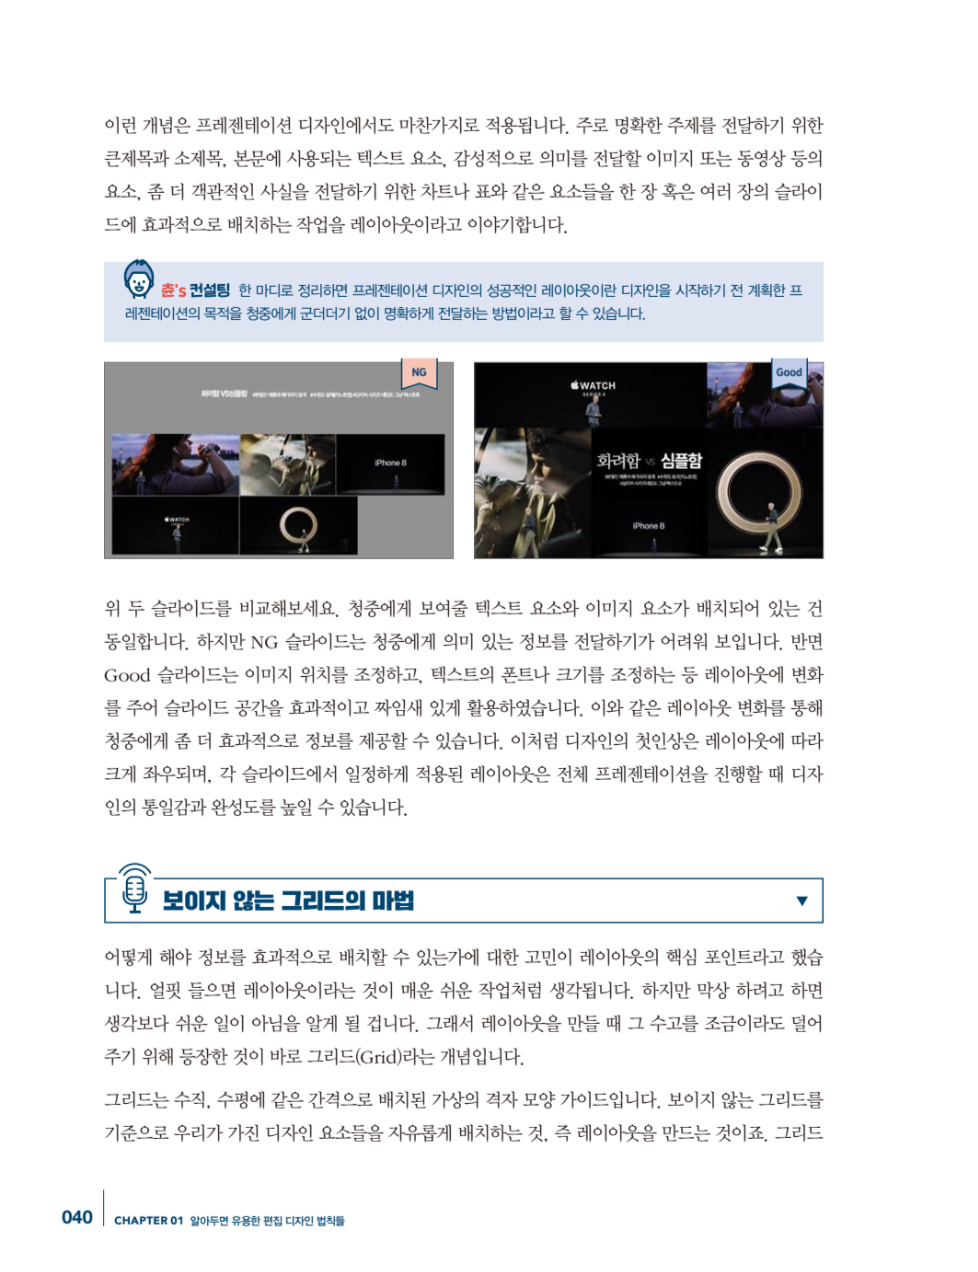 이런 개념은 프레젠테이션 디자인에서도 마찬가지로 적용됩니다. 주로 명확한 주제를 전달하기 위한
큰제목과 소제목, 본문에 사용되는 텍스트 요소, 감성적으로 의미를 전달할 이미지 또는 동영상 등의
요소, 좀 더 객관적인 사실을 전달하기 위한 차트나 표와 같은 요소들을 한 장 혹은 여러 장의 슬라이
드에 효과적으로 배치하는 작업을 레이아웃이라고 이야기합니다.
츈's 컨설팅 한 마디로 정리하면 프레젠테이션 디자인의 성공적인 레이아웃이란 디자인을 시작하기 전 계획한 프
레젠테이션의 목적을 청중에게 군더더기 없이 명확하게 전달하는 방법이라고 할 수 있습니다.
NG
화려함 VS심플함
iPhone 8
WATCH
Good
WATCH
SERIES
화려함 VS 심플함
iPhone 8
위 두 슬라이드를 비교해보세요. 청중에게 보여줄 텍스트 요소와 이미지 요소가 배치되어 있는 건
동일합니다. 하지만 NG 슬라이드는 청중에게 의미 있는 정보를 전달하기가 어려워 보입니다. 반면
Good 슬라이드는 이미지 위치를 조정하고, 텍스트의 폰트나 크기를 조정하는 등 레이아웃에 변화
를 주어 슬라이드 공간을 효과적이고 짜임새 있게 활용하였습니다. 이와 같은 레이아웃 변화를 통해
청중에게 좀 더 효과적으로 정보를 제공할 수 있습니다. 이처럼 디자인의 첫인상은 레이아웃에 따라
크게 좌우되며, 각 슬라이드에서 일정하게 적용된 레이아웃은 전체 프레젠테이션을 진행할 때 디자
인의 통일감과 완성도를 높일 수 있습니다.
보이지 않는 그리드의 마법
어떻게 해야 정보를 효과적으로 배치할 수 있는가에 대한 고민이 레이아웃의 핵심 포인트라고 했습
니다. 얼핏 들으면 레이아웃이라는 것이 매운 쉬운 작업처럼 생각됩니다. 하지만 막상 하려고 하면
생각보다 쉬운 일이 아님을 알게 될 겁니다. 그래서 레이아웃을 만들 때 그 수고를 조금이라도 덜어
주기 위해 등장한 것이 바로 그리드(Grid)라는 개념입니다.
그리드는 수직, 수평에 같은 간격으로 배치된 가상의 격자 모양 가이드입니다. 보이지 않는 그리드를
기준으로 우리가 가진 디자인 요소들을 자유롭게 배치하는 것, 즉 레이아웃을 만드는 것이죠. 그리드
040
CHAPTER 01 알아두면 유용한 편집 디자인 법칙들